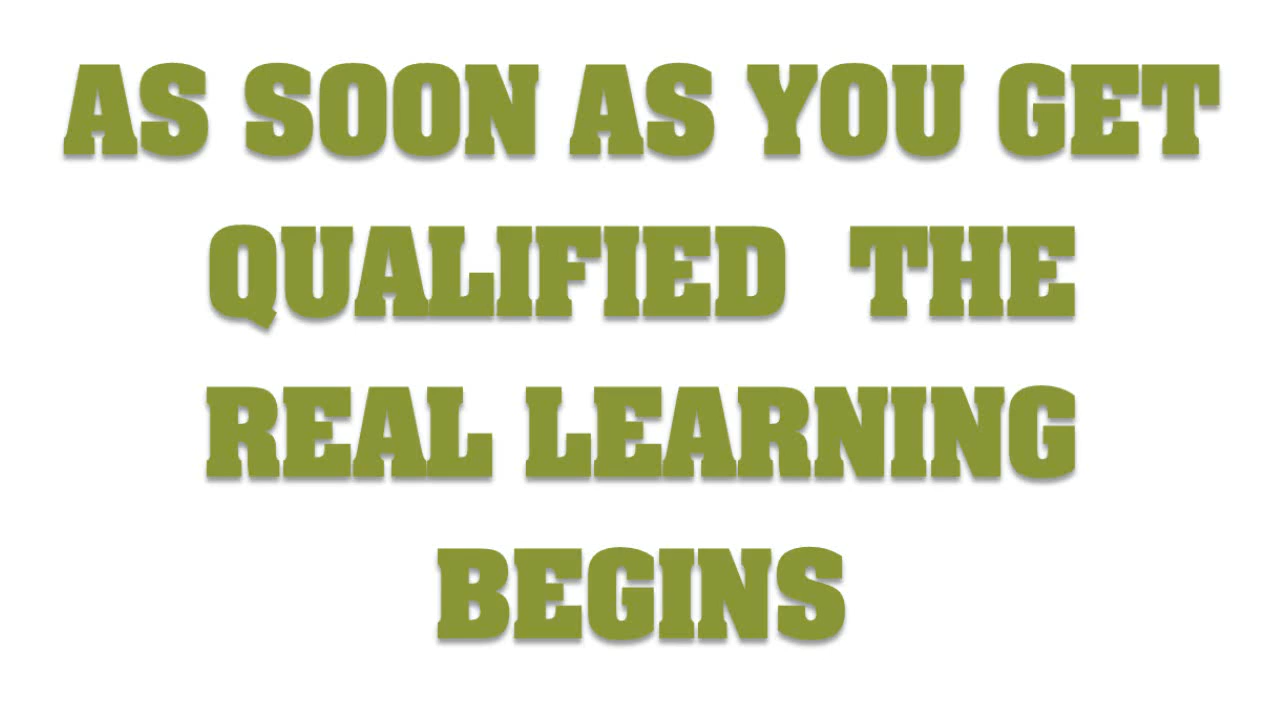 AS SOON AS YOU GET
QUALIFIED  THE
REAL LEARNING
BEGINS